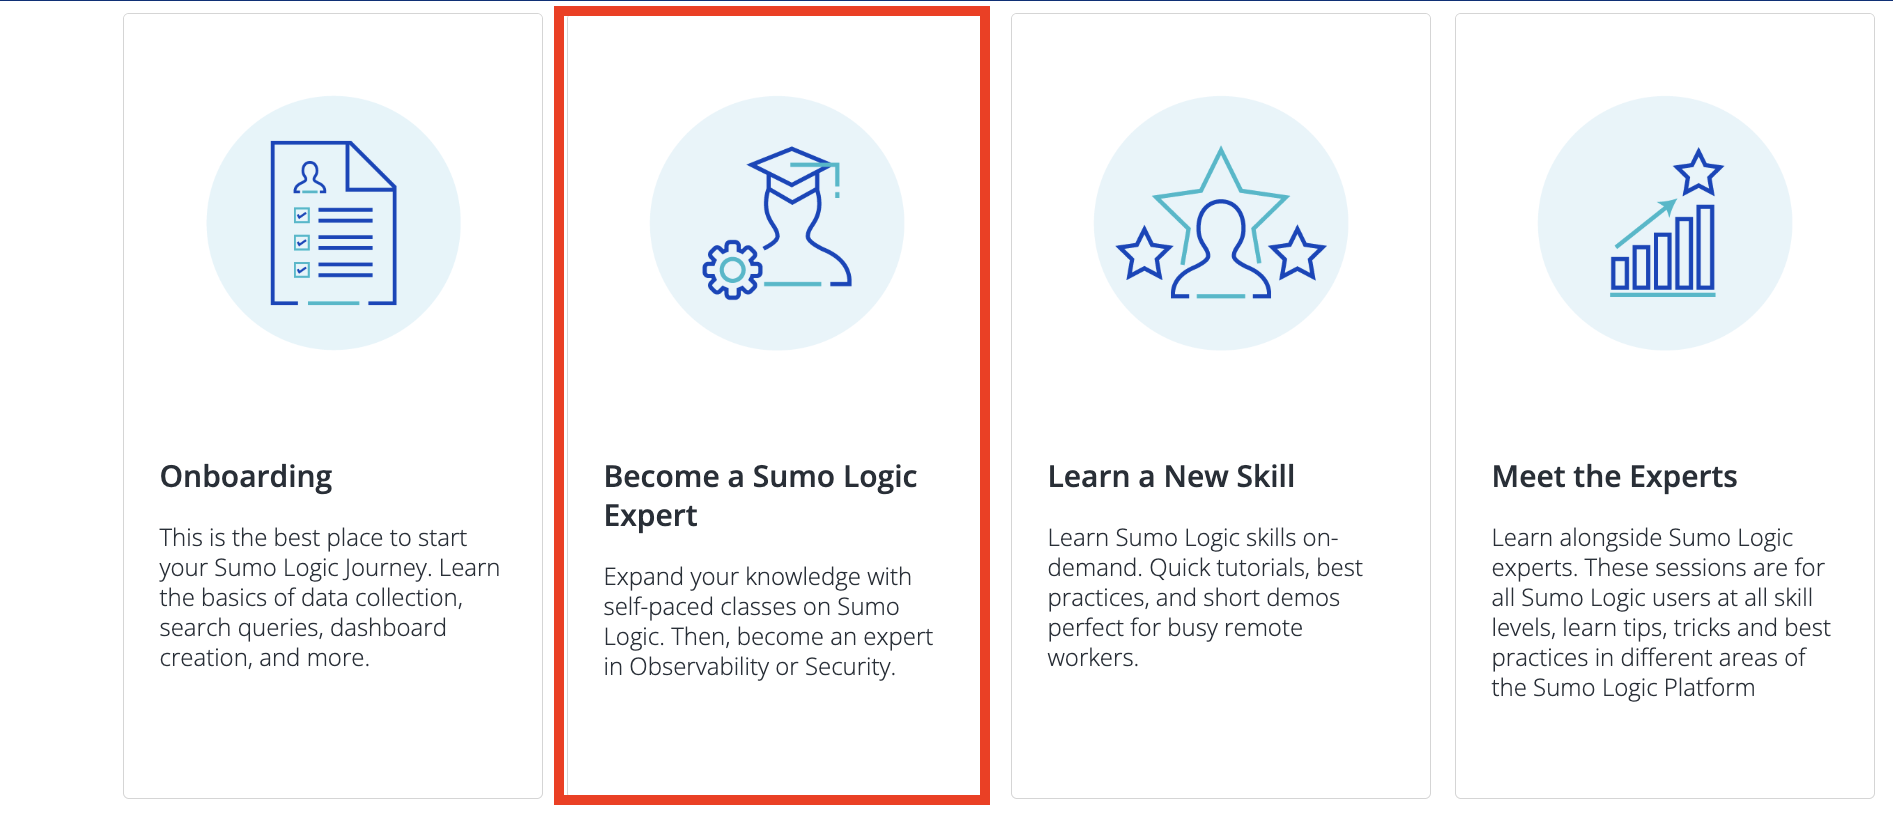 Onboarding
This is the best place to start
your Sumo Logic Journey. Learn
the basics of data collection,
search queries, dashboard
creation, and more.
Become a Sumo Logic
Expert
Expand your knowledge with
self-paced classes on Sumo
Logic. Then, become an expert
in Observability or Security.
Learn a New Skill
Learn Sumo Logic skills on-
demand. Quick tutorials, best
practices, and short demos
perfect for busy remote
workers.
Meet the Experts
Learn alongside Sumo Logic
experts. These sessions are for
all Sumo Logic users at all skill
levels, learn tips, tricks and best
practices in different areas of
the Sumo Logic Platform